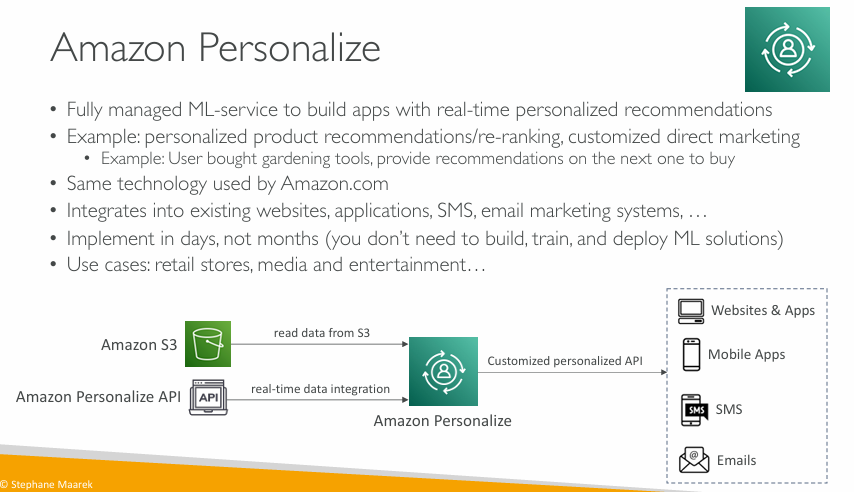 Amazon Personalize
• Fully managed ML-service to build apps with real-time personalized recommendations
• Example: personalized product recommendations/re-ranking, customized direct marketing
• Example: User bought gardening tools, provide recommendations on the next one to buy
• Same technology used by Amazon.com
• Integrates into existing websites, applications, SMS, email marketing systems, …
• Implement in days, not months (you don’t need to build, train, and deploy ML solutions)
• Use cases: retail stores, media and entertainment…
Amazon S3
read data from S3
Amazon Personalize API
API
real-time data integration
Amazon Personalize
Customized personalized API
Websites & Apps
Mobile Apps
SMS
SMS
@
Emails
© Stephane Maarek